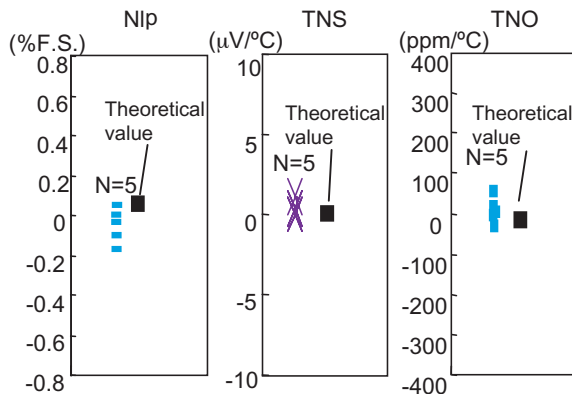 NIp
(%F.S.)
0.8
0.6
0.4
0.2
0
-0.2
-0.4
-0.6
-0.8
Theoretical
value
N=5
TNS
(μV/ºC)
10
5
0
-5
-10
Theoretical
value
N=5
TNO
(ppm/ºC)
400
300
200
100
0
-100
-200
-300
-400
Theoretical
value
N=5